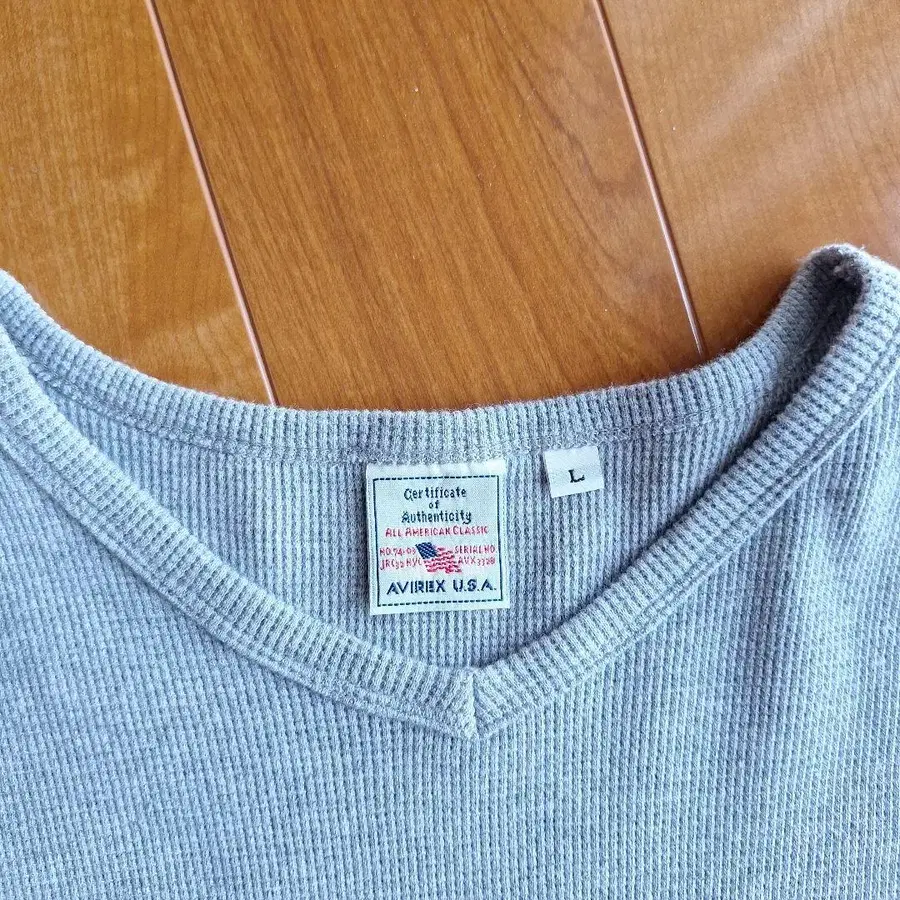 Certificate
of
Authenticity
ALL AMERICAN CLASSIC
SERIAL NO
AVIREX U.S.A
L